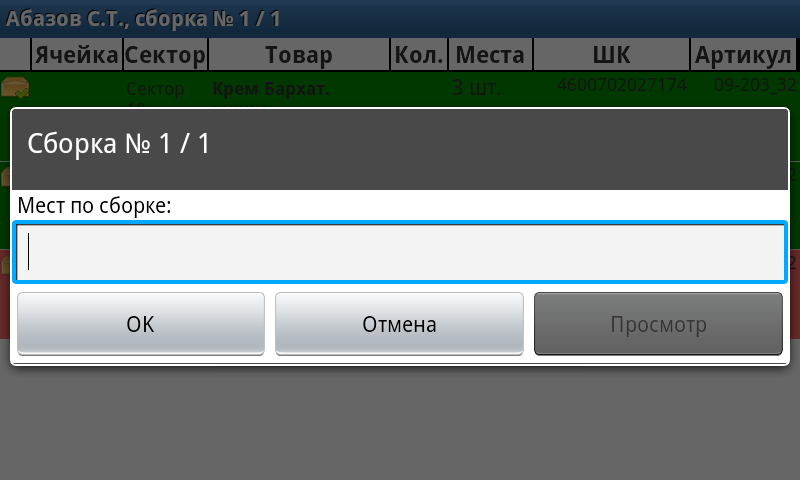 Абазов С.Т., сборка № 1 / 1
Ячейка Сектор Товар Кол. Места ШК Артикул
Сектор Крем Бархат. 3 шт. 4600702027174 09-203_32
Сборка № 1 / 1
Мест по сборке:
OK Отмена Просмотр